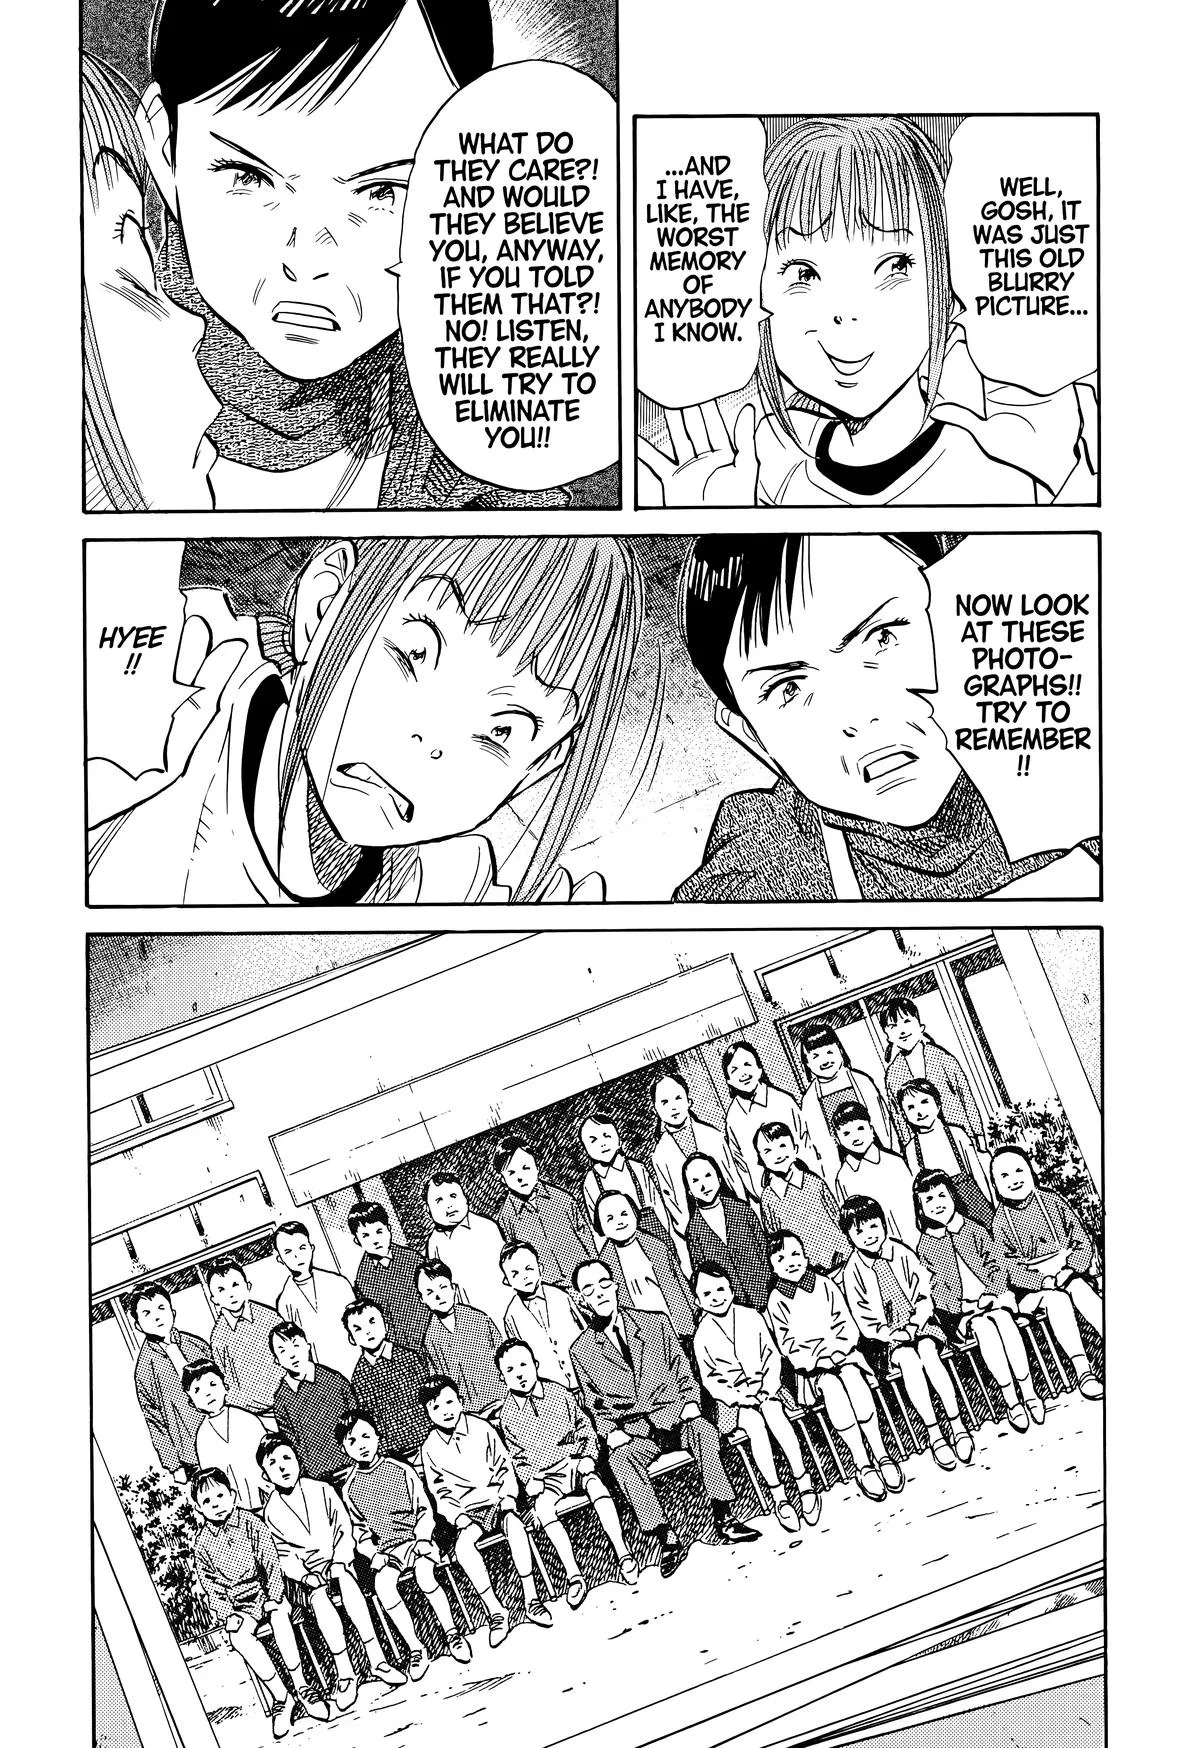 WELL,
GOSH, IT
WAS JUST
THIS OLD
BLURRY
PICTURE...
...AND
I HAVE,
LIKE, THE
WORST
MEMORY
OF
ANYBODY
I KNOW.
WHAT DO
THEY CARE?!
AND WOULD
THEY BELIEVE
YOU, ANYWAY,
IF YOU TOLD
THEM THAT?!
NO! LISTEN,
THEY REALLY
WILL TRY TO
ELIMINATE
YOU!!
NOW LOOK
AT THESE
PHOTO-
GRAPHS!!
TRY TO
REMEMBER
!!
HYEE
!!